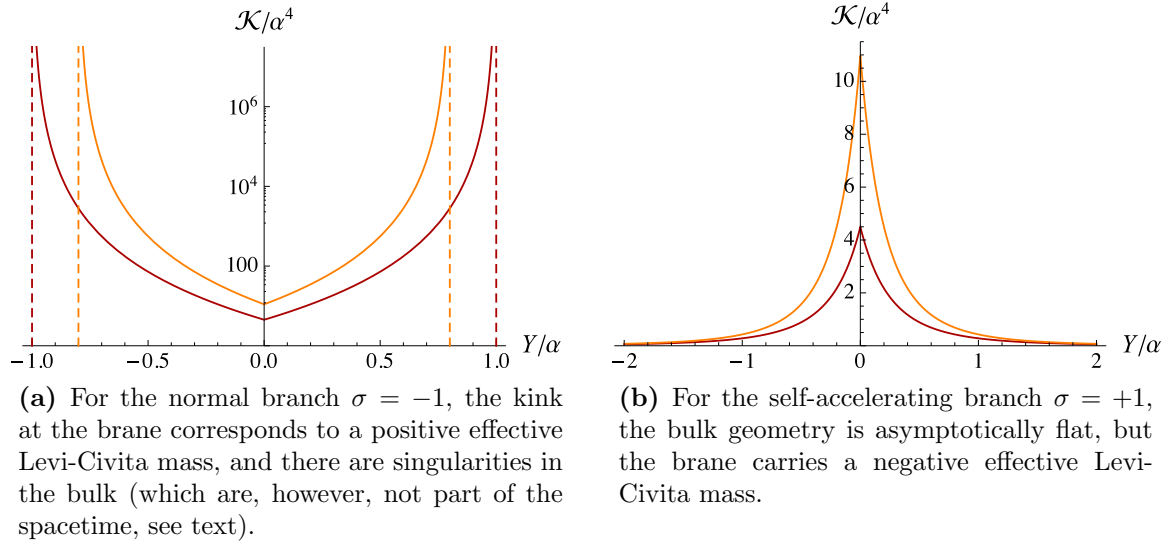 𝒦/α⁴
10⁶
10⁴
100
-1.0 -0.5 0.0 0.5 1.0 Y/α
(a) For the normal branch σ = −1, the kink
at the brane corresponds to a positive effective
Levi-Civita mass, and there are singularities in
the bulk (which are, however, not part of the
spacetime, see text).
𝒦/α⁴
10
8
6
4
2
-2 -1 0 1 2 Y/α
(b) For the self-accelerating branch σ = +1,
the bulk geometry is asymptotically flat, but
the brane carries a negative effective Levi-
Civita mass.